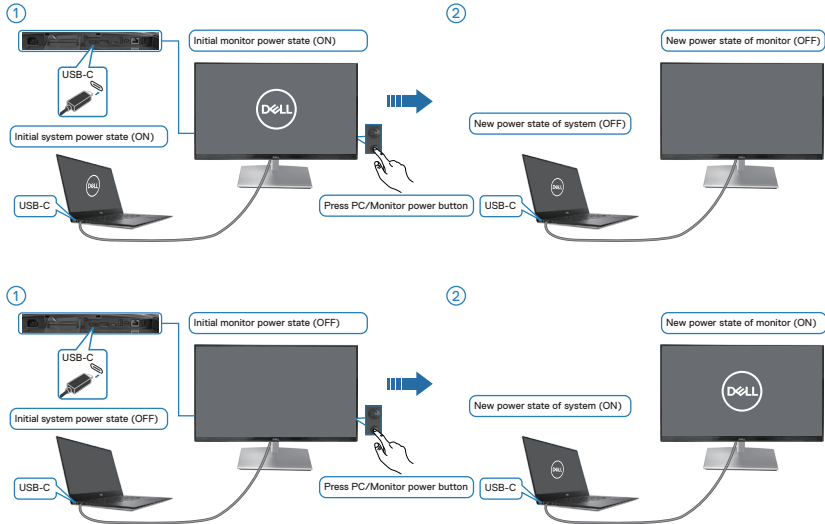 1
2
Initial monitor power state (ON)
New power state of monitor (OFF)
USB-C
DELL
New power state of system (OFF)
Initial system power state (ON)
DELL
DELL
USB-C
Press PC/Monitor power button
USB-C
1
2
Initial monitor power state (OFF)
New power state of monitor (ON)
USB-C
DELL
New power state of system (ON)
Initial system power state (OFF)
DELL
USB-C
Press PC/Monitor power button
USB-C